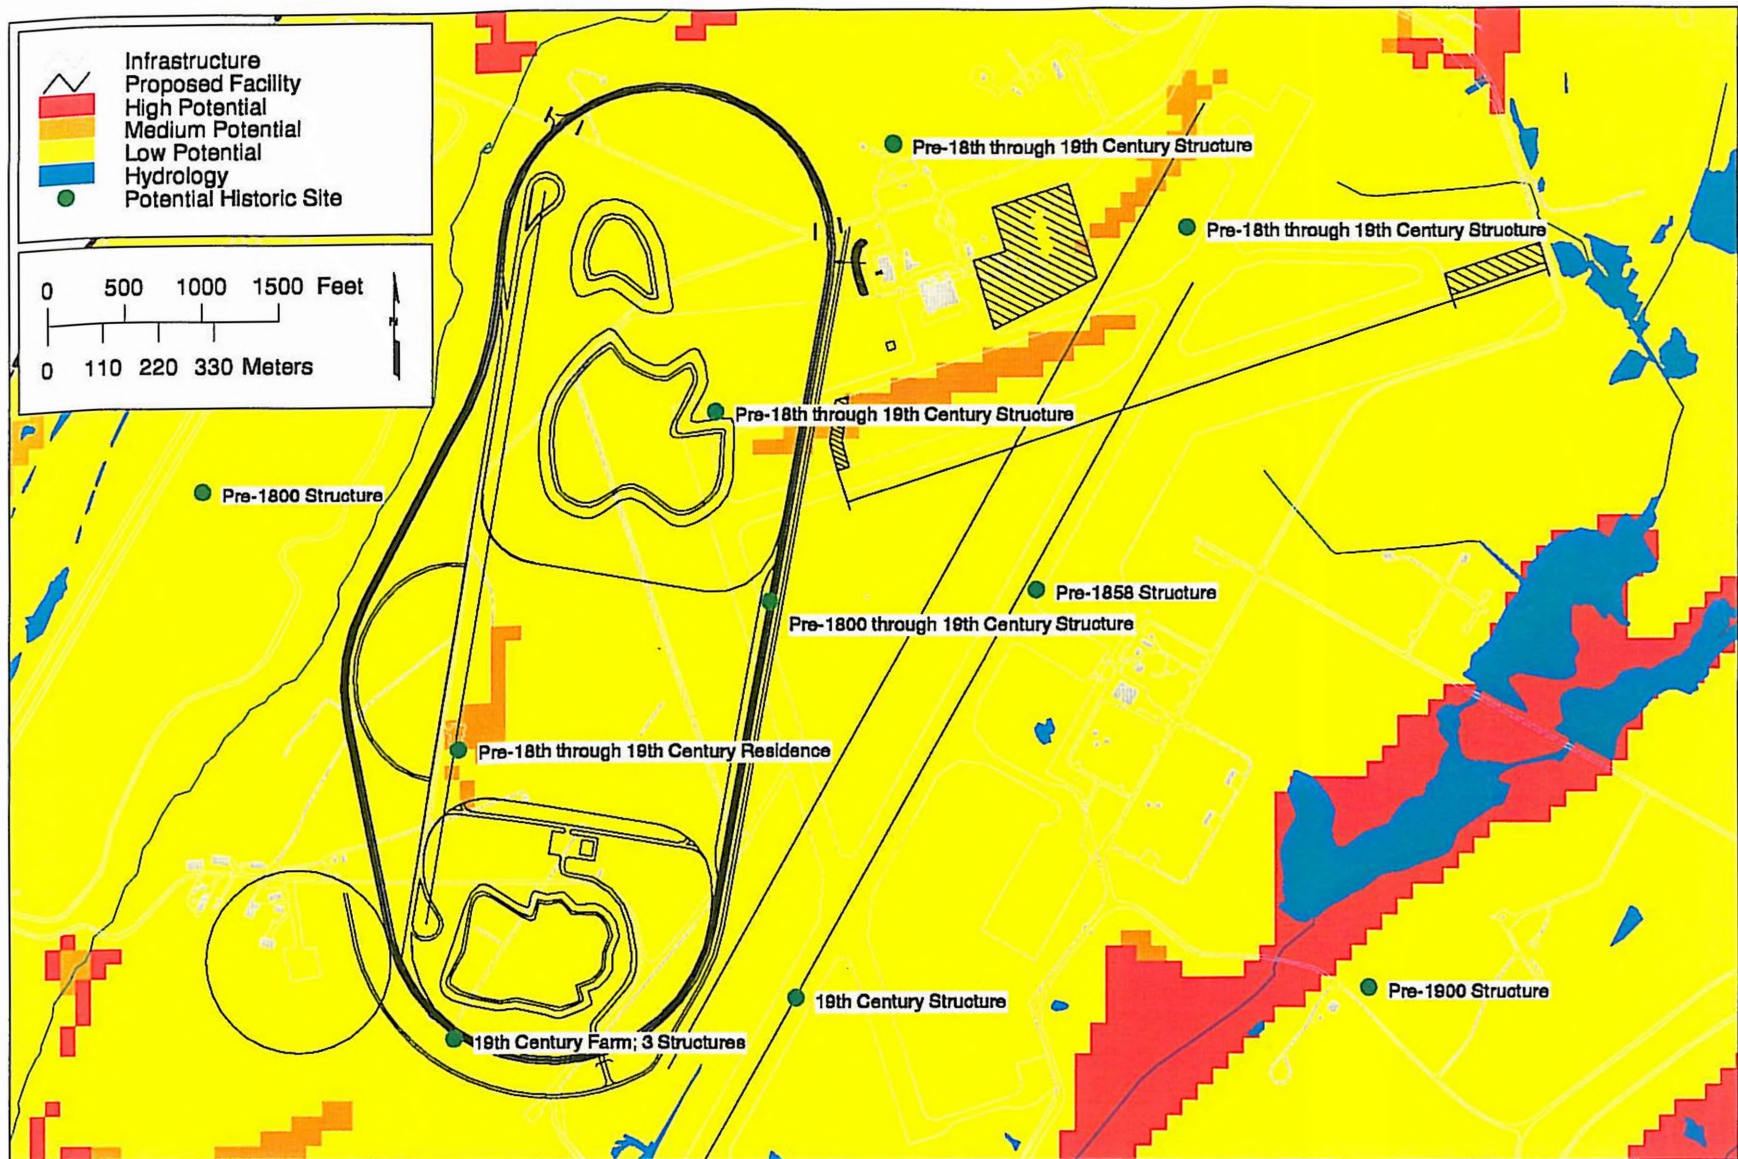 Infrastructure
Proposed Facility
High Potential
Medium Potential
Low Potential
Hydrology
Potential Historic Site
0 500 1000 1500 Feet
N
0 110 220 330 Meters
Pre-18th through 19th Century Structure
Pre-18th through 19th Century Structure
Pre-18th through 19th Century Structure
Pre-1800 Structure
Pre-1858 Structure
Pre-1800 through 19th Century Structure
Pre-18th through 19th Century Residence
Pre-1900 Structure
19th Century Structure
19th Century Farm; 3 Structures